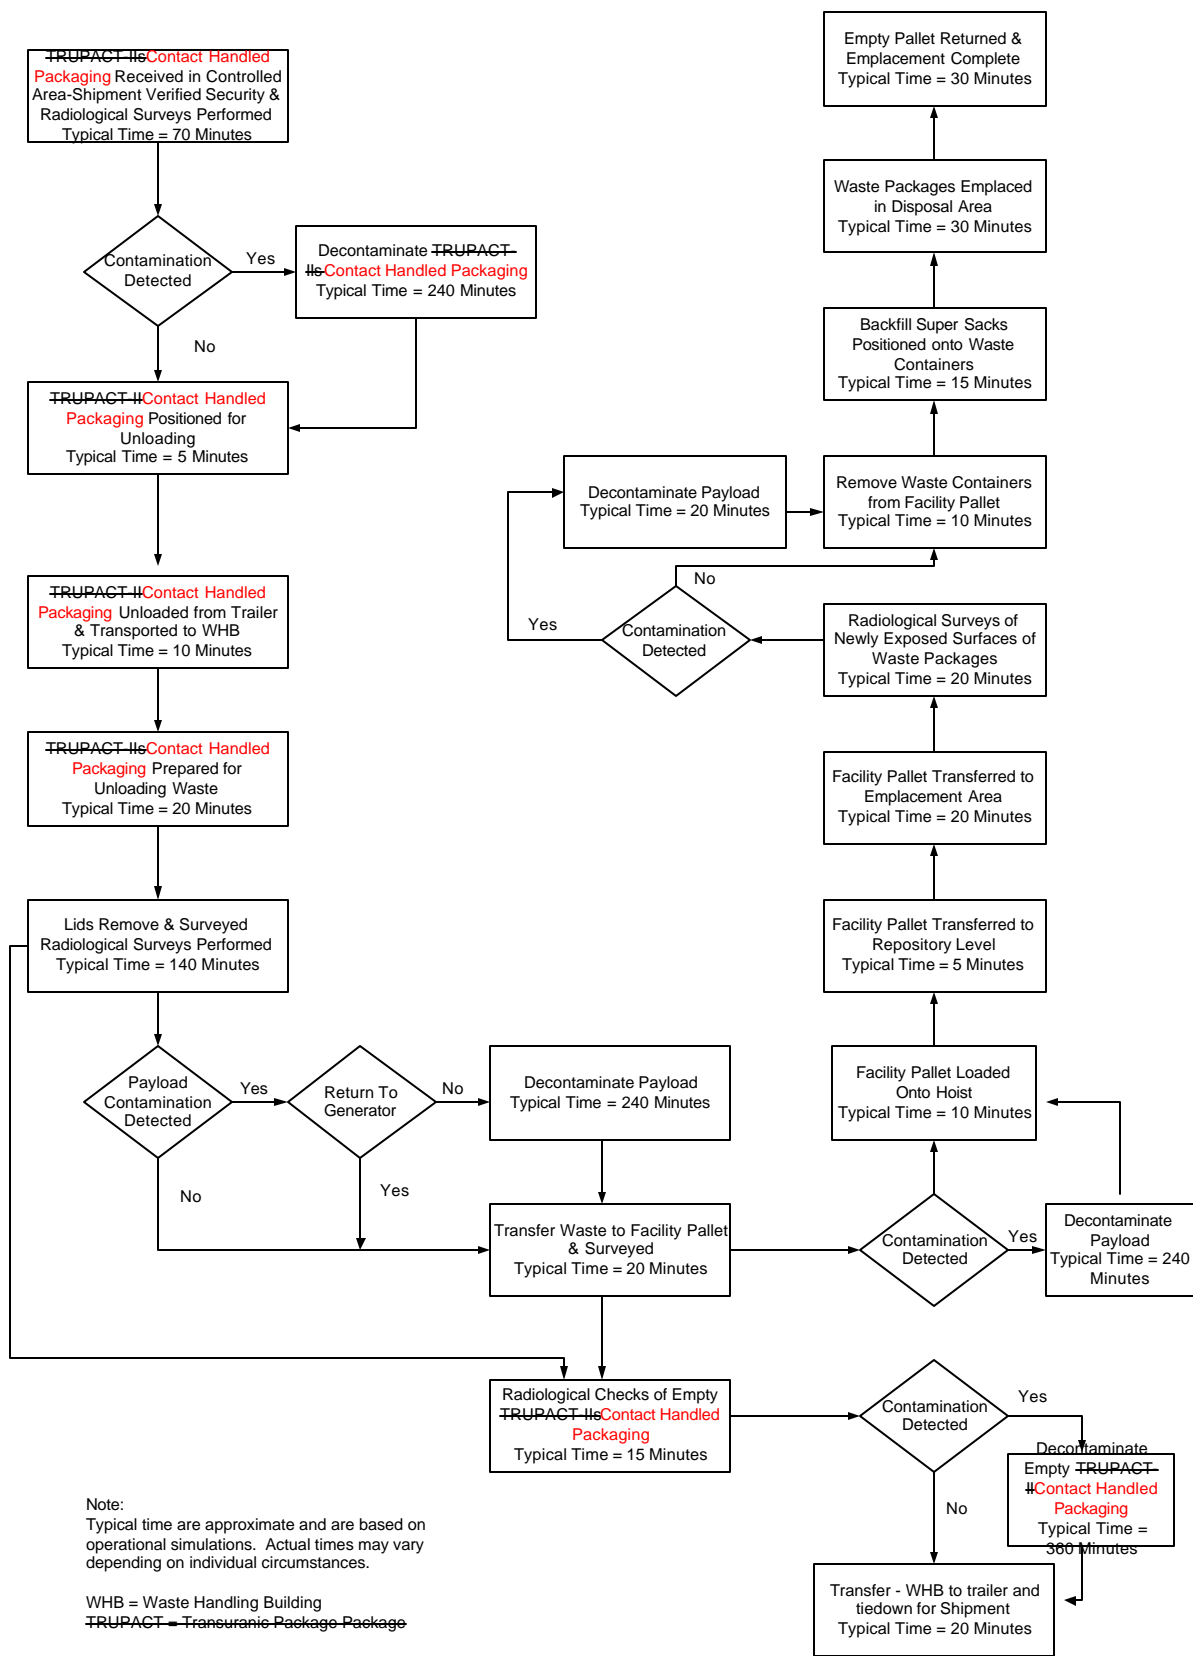 TRUPACT-IIsContact Handled
Packaging Received in Controlled
Area-Shipment Verified Security &
Radiological Surveys Performed
Typical Time = 70 Minutes
Contamination
Detected
Yes
No
Decontaminate TRUPACT-
IIsContact Handled Packaging
Typical Time = 240 Minutes
TRUPACT-IIContact Handled
Packaging Positioned for
Unloading
Typical Time = 5 Minutes
TRUPACT-IIContact Handled
Packaging Unloaded from Trailer
& Transported to WHB
Typical Time = 10 Minutes
TRUPACT-IIsContact Handled
Packaging Prepared for
Unloading Waste
Typical Time = 20 Minutes
Lids Remove & Surveyed
Radiological Surveys Performed
Typical Time = 140 Minutes
Payload
Contamination
Detected
Yes
No
Return To
Generator
No
Yes
Decontaminate Payload
Typical Time = 240 Minutes
Transfer Waste to Facility Pallet
& Surveyed
Typical Time = 20 Minutes
Contamination
Detected
Yes
Decontaminate
Payload
Typical Time = 240
Minutes
Facility Pallet Loaded
Onto Hoist
Typical Time = 10 Minutes
Facility Pallet Transferred to
Repository Level
Typical Time = 5 Minutes
Facility Pallet Transferred to
Emplacement Area
Typical Time = 20 Minutes
Radiological Surveys of
Newly Exposed Surfaces of
Waste Packages
Typical Time = 20 Minutes
Contamination
Detected
Yes
No
Decontaminate Payload
Typical Time = 20 Minutes
Remove Waste Containers
from Facility Pallet
Typical Time = 10 Minutes
Backfill Super Sacks
Positioned onto Waste
Containers
Typical Time = 15 Minutes
Waste Packages Emplaced
in Disposal Area
Typical Time = 30 Minutes
Empty Pallet Returned &
Emplacement Complete
Typical Time = 30 Minutes
Radiological Checks of Empty
TRUPACT-IIsContact Handled
Packaging
Typical Time = 15 Minutes
Contamination
Detected
Yes
No
Decontaminate
Empty TRUPACT-
IIContact Handled
Packaging
Typical Time =
360 Minutes
Transfer - WHB to trailer and
tiedown for Shipment
Typical Time = 20 Minutes
Note:
Typical time are approximate and are based on
operational simulations. Actual times may vary
depending on individual circumstances.
WHB = Waste Handling Building
TRUPACT = Transuranic Package Package